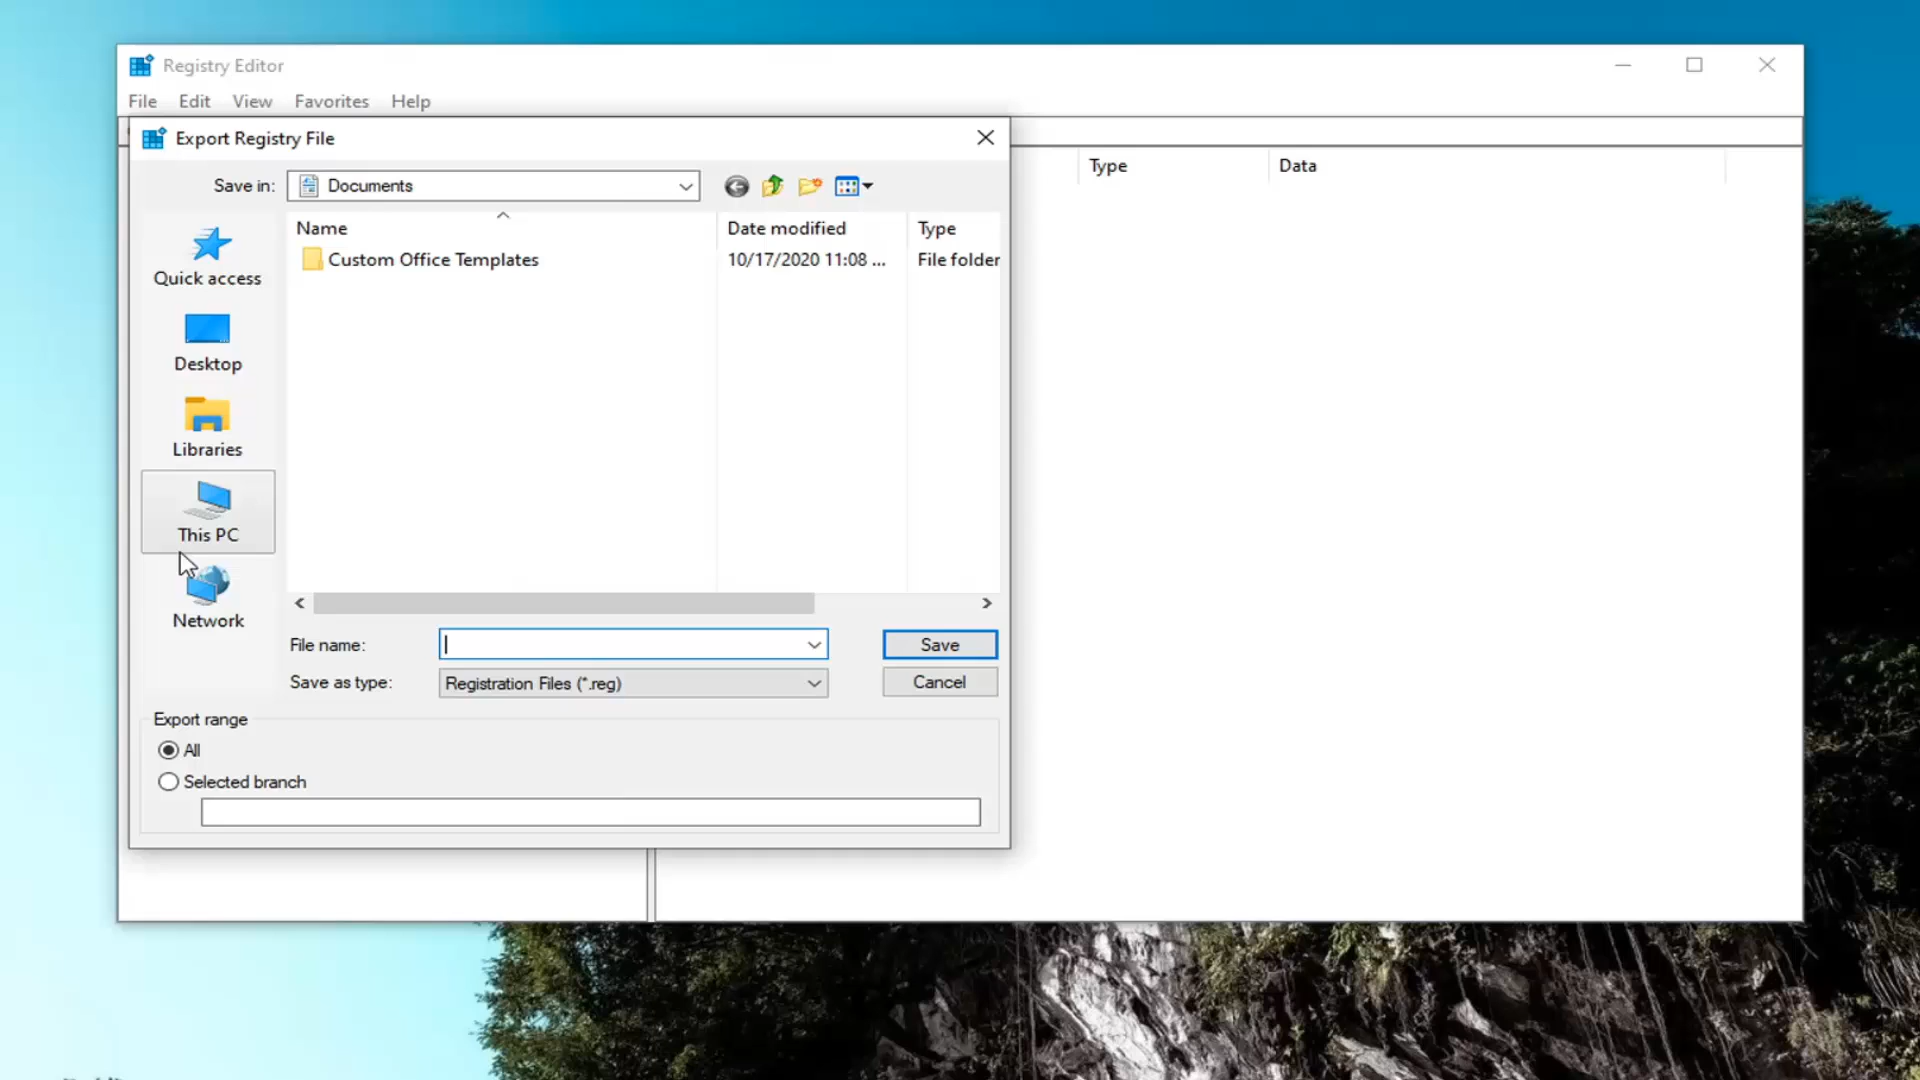 Registry Editor
File Edit View Favorites Help
Export Registry File
Type Data
Save in: Documents
Name Date modified Type
Custom Office Templates 10/17/2020 11:08 ... File folder
Quick access
Desktop
Libraries
This PC
Network
File name: Save
Save as type: Registration Files (*.reg) Cancel
Export range
All
Selected branch